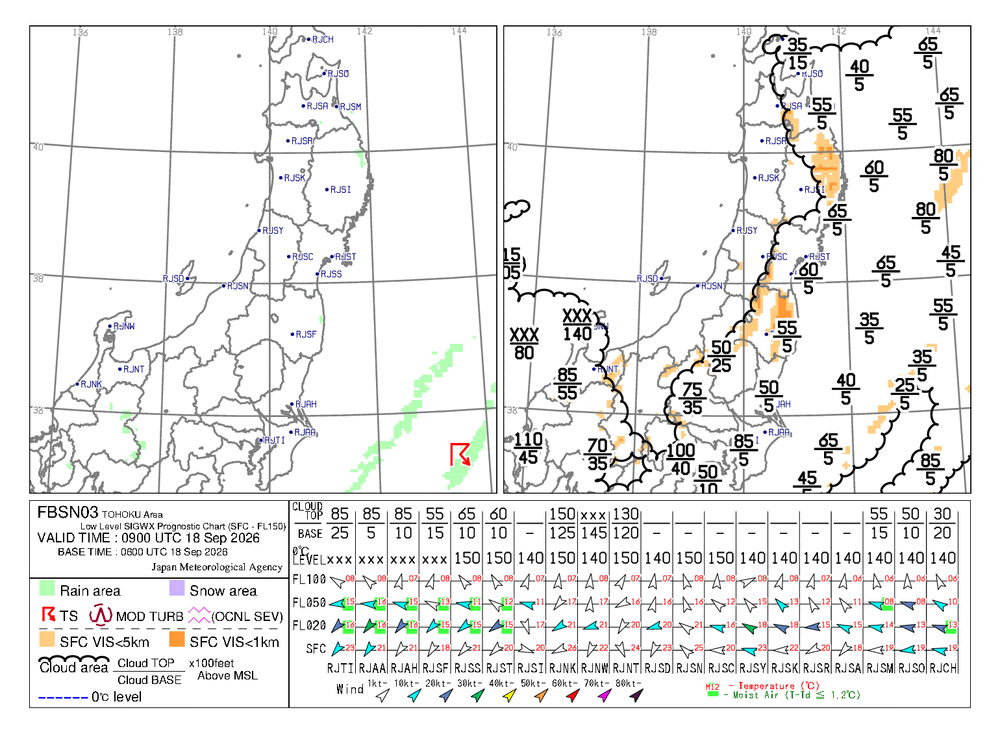 136
138
140
142
144
RJCH
RJSO
RJSA
RJSM
RJSR
40
RJSK
RJSI
RJSY
RJSC
RJST
RJSS
38
RJSD
RJSN
RJNW
RJSF
RJNT
RJNK
RJAH
RJAA
RJTI
136
138
140
142
144
35
15
65
5
40
5
65
5
55
5
55
5
60
5
80
5
65
5
80
5
60
5
65
5
45
5
XXX
80
XXX
140
85
55
50
25
55
5
35
5
55
5
35
5
75
35
50
5
40
5
25
5
110
45
70
35
100
40
85
5
65
5
50
10
45
5
85
5
FBSN03 TOHOKU Area
Low Level SIGWX Prognostic Chart (SFC - FL150)
VALID TIME : 0900 UTC 18 Sep 2026
BASE TIME : 0600 UTC 18 Sep 2026
Japan Meteorological Agency
Rain area
Snow area
TS
MOD TURB
(OCNL SEV)
SFC VIS<5km
SFC VIS<1km
Cloud area
Cloud TOP
Cloud BASE
x100feet
Above MSL
0℃ level
CLOUD TOP 85 85 85 55 65 60 150 xxx 130 55 50 30
BASE 25 5 10 15 10 10 - 125 145 120 - - - - - - - 15 10 20
0℃ LEVEL xxx xxx xxx xxx 150 150 140 150 140 150 140 150 150 140 150 140 140 140 140 140
FL100
FL050
FL020
SFC
RJTI RJAA RJAH RJSF RJSS RJST RJSI RJNK RJNW RJNT RJSD RJSN RJSC RJSY RJSK RJSR RJSA RJSM RJSO RJCH
Wind 1kt- 10kt- 20kt- 30kt- 40kt- 50kt- 60kt- 70kt- 80kt-
M12 - Temperature (℃)
- Moist Air (T-Td ≦ 1.2℃)